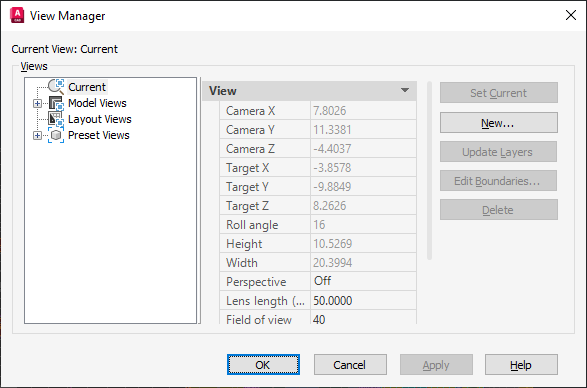 View Manager
Current View: Current
Views
Current
Model Views
Layout Views
Preset Views
View
Camera X 7.8026
Camera Y 11.3381
Camera Z -4.4037
Target X -3.8578
Target Y -9.8849
Target Z 8.2626
Roll angle 16
Height 10.5269
Width 20.3994
Perspective Off
Lens length (... 50.0000
Field of view 40
Set Current
New...
Update Layers
Edit Boundaries...
Delete
OK Cancel Apply Help